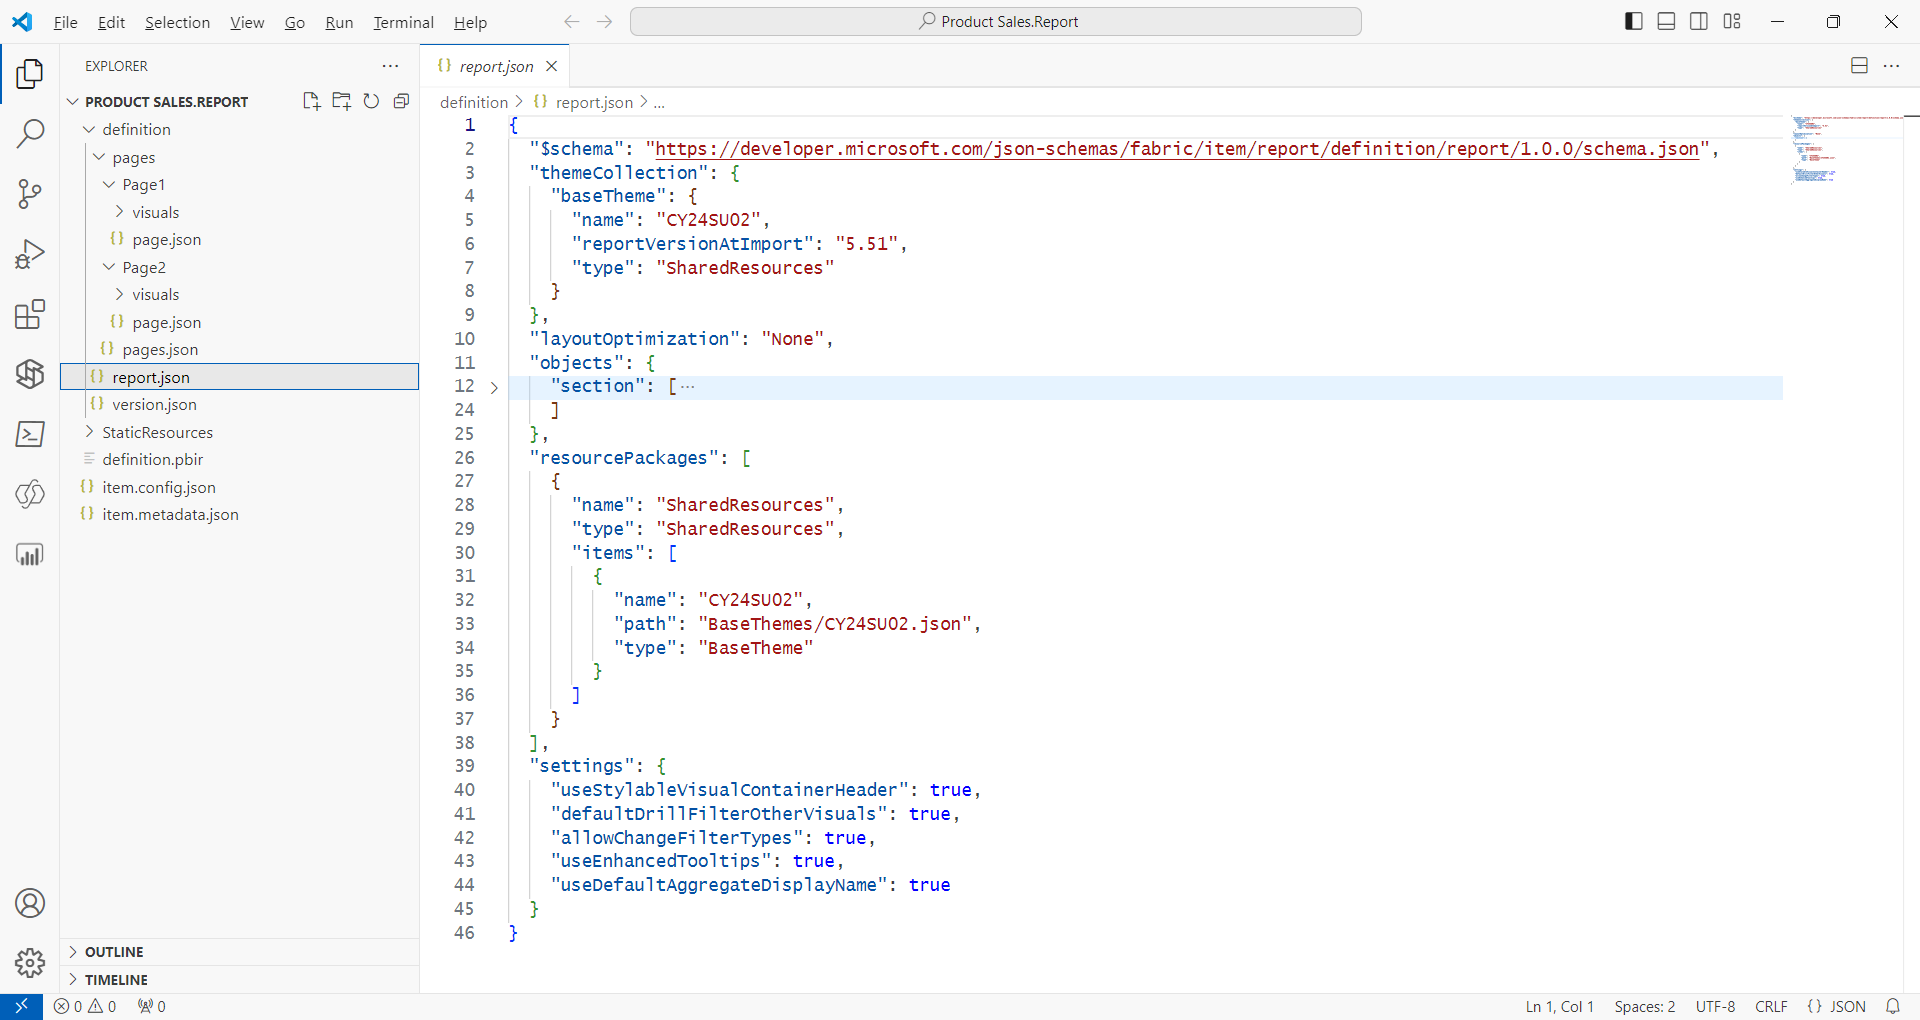 File Edit Selection View Go Run Terminal Help
Product Sales.Report
EXPLORER
PRODUCT SALES.REPORT
definition
pages
Page1
visuals
page.json
Page2
visuals
page.json
pages.json
report.json
version.json
StaticResources
definition.pbir
item.config.json
item.metadata.json
OUTLINE
TIMELINE
report.json
definition > report.json > ...
1 {
2 "$schema": "https://developer.microsoft.com/json-schemas/fabric/item/report/definition/report/1.0.0/schema.json",
3 "themeCollection": {
4 "baseTheme": {
5 "name": "CY24SU02",
6 "reportVersionAtImport": "5.51",
7 "type": "SharedResources"
8 }
9 },
10 "layoutOptimization": "None",
11 "objects": {
12 "section": [ ···
24 ]
25 },
26 "resourcePackages": [
27 {
28 "name": "SharedResources",
29 "type": "SharedResources",
30 "items": [
31 {
32 "name": "CY24SU02",
33 "path": "BaseThemes/CY24SU02.json",
34 "type": "BaseTheme"
35 }
36 ]
37 }
38 ],
39 "settings": {
40 "useStylableVisualContainerHeader": true,
41 "defaultDrillFilterOtherVisuals": true,
42 "allowChangeFilterTypes": true,
43 "useEnhancedTooltips": true,
44 "useDefaultAggregateDisplayName": true
45 }
46 }
0 0 0
Ln 1, Col 1 Spaces: 2 UTF-8 CRLF {} JSON